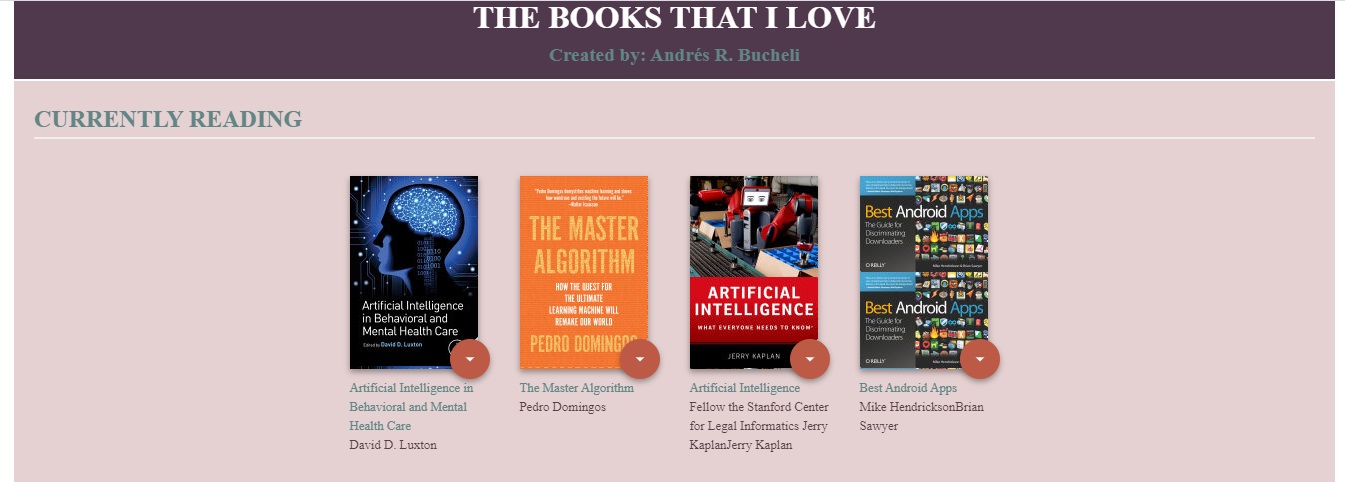 THE BOOKS THAT I LOVE
Created by: Andrés R. Bucheli
CURRENTLY READING
Artificial Intelligence
in Behavioral and
Mental Health Care
Edited by David D. Luxton
"Pedro Domingos demystifies machine learning and shows
how wondrous and exciting the future will be."
—Walter Isaacson
THE MASTER
ALGORITHM
HOW THE QUEST FOR
THE ULTIMATE
LEARNING MACHINE WILL
REMAKE OUR WORLD
PEDRO DOMINGOS
ARTIFICIAL
INTELLIGENCE
WHAT EVERYONE NEEDS TO KNOW®
JERRY KAPLAN
Best Android Apps
The Guide for
Discriminating
Downloaders
O'REILLY
Mike Hendrickson & Brian Sawyer
Best Android Apps
The Guide for
Discriminating
Downloaders
O'REILLY
Artificial Intelligence in
Behavioral and Mental
Health Care
David D. Luxton
The Master Algorithm
Pedro Domingos
Artificial Intelligence
Fellow the Stanford Center
for Legal Informatics Jerry
KaplanJerry Kaplan
Best Android Apps
Mike HendricksonBrian
Sawyer